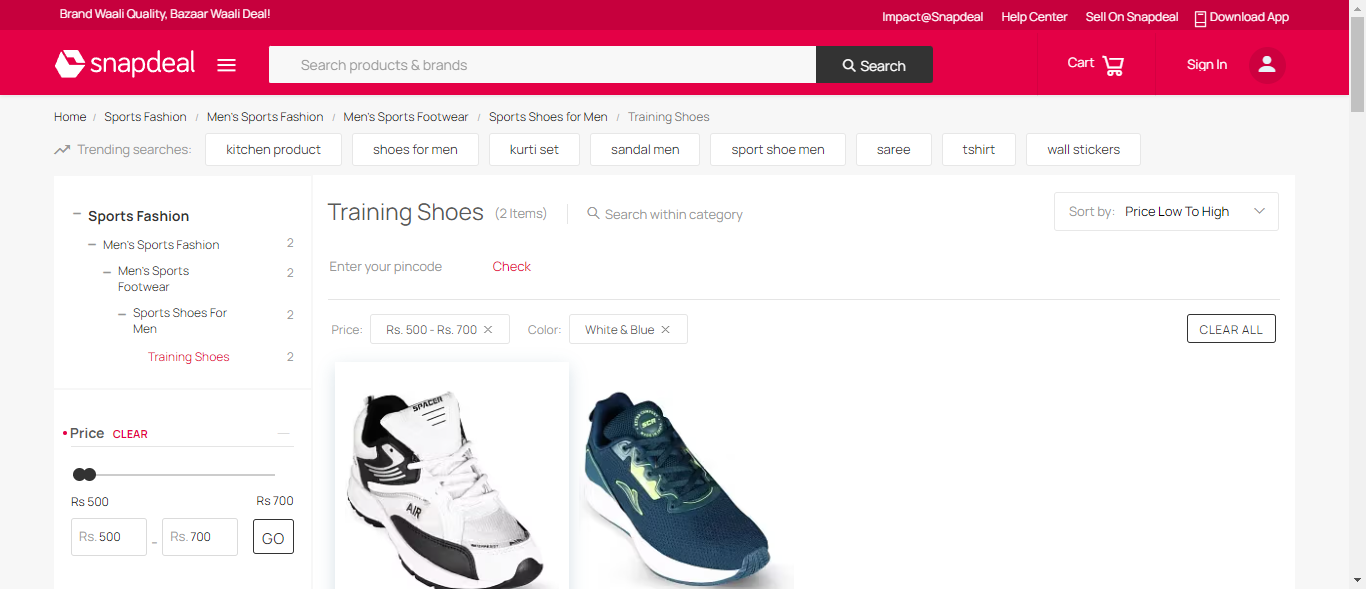 Brand Waali Quality, Bazaar Waali Deal!
Impact@Snapdeal Help Center Sell On Snapdeal Download App
snapdeal Search products & brands Search Cart Sign In
Home / Sports Fashion / Men's Sports Fashion / Men's Sports Footwear / Sports Shoes for Men / Training Shoes
Trending searches: kitchen product shoes for men kurti set sandal men sport shoe men saree tshirt wall stickers
Sports Fashion
Men's Sports Fashion 2
Men's Sports 2
Footwear
Sports Shoes For 2
Men
Training Shoes 2
Price CLEAR
Rs 500 Rs 700
Rs. 500 – Rs. 700 GO
Training Shoes (2 Items) Search within category Sort by: Price Low To High
Enter your pincode Check
Price: Rs. 500 - Rs. 700 Color: White & Blue CLEAR ALL
SPACER
AIR
SCR